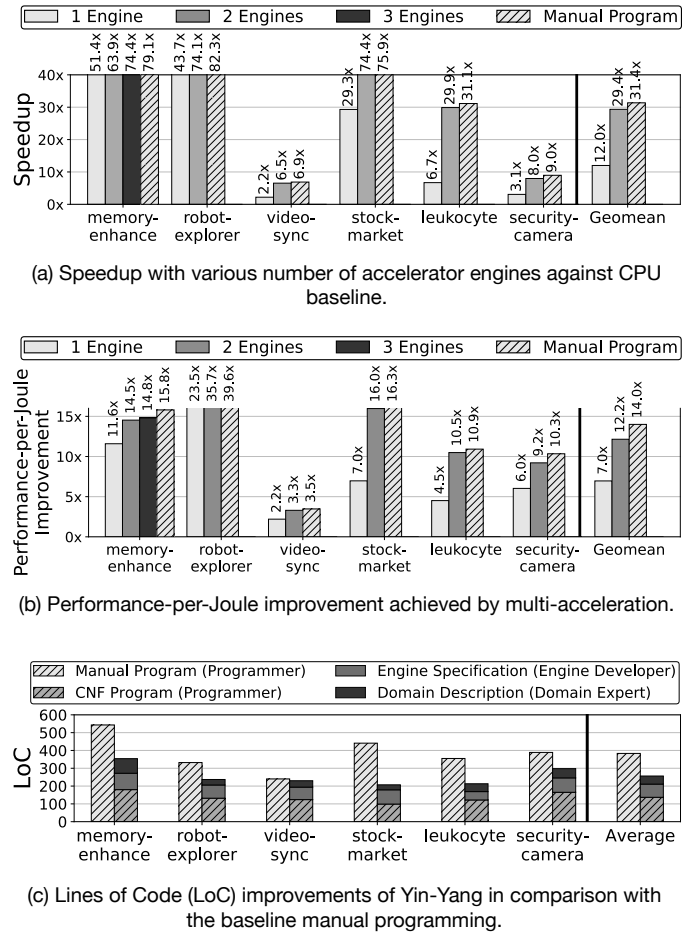 1 Engine 2 Engines 3 Engines Manual Program
51.4x 63.9x 74.4x 79.1x 43.7x 74.1x 82.3x 2.2x 6.5x 6.9x 29.3x 74.4x 75.9x 6.7x 29.9x 31.1x 3.1x 8.0x 9.0x 12.0x 29.4x 31.4x
Speedup
40x
30x
20x
10x
0x
memory-enhance robot-explorer video-sync stock-market leukocyte security-camera Geomean
(a) Speedup with various number of accelerator engines against CPU
baseline.
1 Engine 2 Engines 3 Engines Manual Program
11.6x 14.5x 14.8x 15.8x 23.5x 35.7x 39.6x 2.2x 3.3x 3.5x 7.0x 16.0x 16.3x 4.5x 10.5x 10.9x 6.0x 9.2x 10.3x 7.0x 12.2x 14.0x
Performance-per-Joule
Improvement
15x
10x
5x
0x
memory-enhance robot-explorer video-sync stock-market leukocyte security-camera Geomean
(b) Performance-per-Joule improvement achieved by multi-acceleration.
Manual Program (Programmer) Engine Specification (Engine Developer)
CNF Program (Programmer) Domain Description (Domain Expert)
LoC
600
500
400
300
200
100
0
memory-enhance robot-explorer video-sync stock-market leukocyte security-camera Average
(c) Lines of Code (LoC) improvements of Yin-Yang in comparison with
the baseline manual programming.